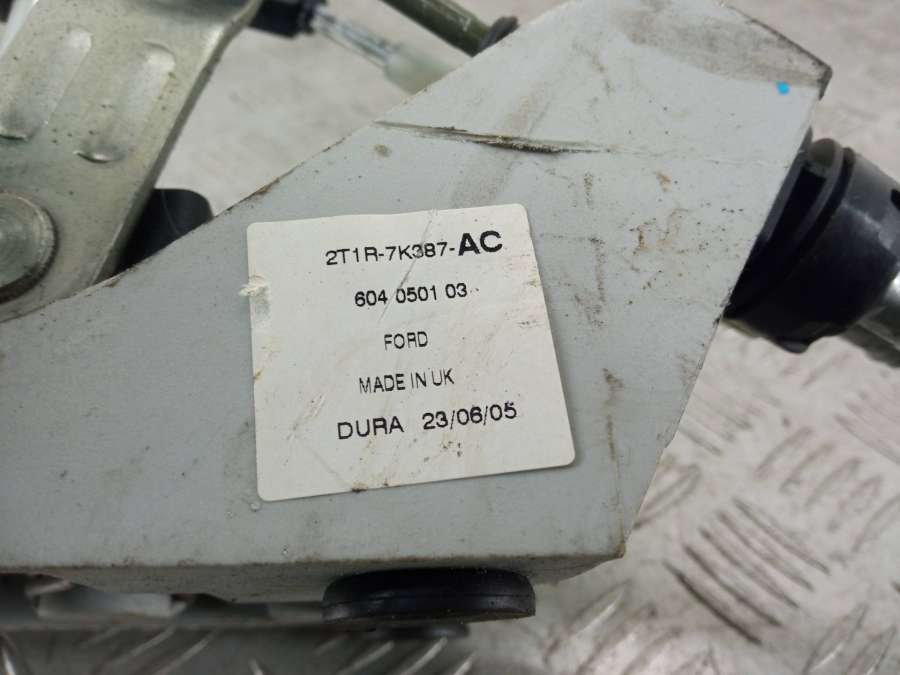 2T1R-7K387-AC
604 0501 03
FORD
MADE IN UK
DURA 23/06/05